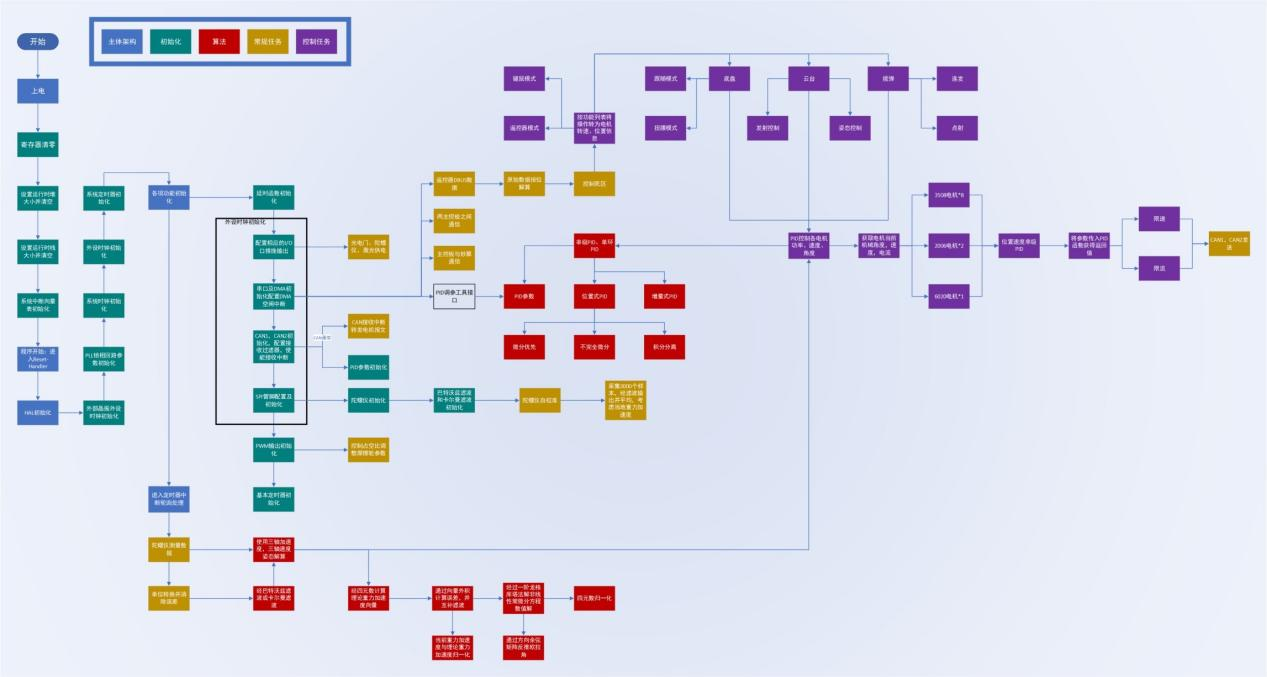 开始
主体架构
初始化
算法
常规任务
控制任务
上电
寄存器清零
设置运行时堆
大小并清空
设置运行时栈
大小并清空
系统中断向量
表初始化
程序开始：进
入Reset-
Handler
HAL初始化
系统定时器初
始化
外设时钟初始
化
系统时钟初始
化
PLL锁相回路参
数初始化
外部晶振外设
时钟初始化
各项功能初始
化
延时函数初始
化
外设时钟初始化
配置相应的I/O
口推挽输出
串口及DMA初
始化配置DMA
空闲中断
CAN1、CAN2初
始化，配置接
收过滤器，使
能接收中断
SPI管脚配置及
初始化
PWM输出初始
化
基本定时器初
始化
光电门、陀螺
仪、激光供电
CAN接收中断
转发电机报文
PID参数初始化
陀螺仪初始化
控制占空比调
整摩擦轮参数
遥控器DBUS数
据
原始数据按位
解算
控制死区
两主控板之间
通信
主控板与妙算
通信
PID调参工具接
口
巴特沃兹滤波
和卡尔曼滤波
初始化
陀螺仪自校准
采集3000个样
本，经滤波输
出并平均，考
虑当地重力加
速度
键鼠模式
遥控器模式
按功能列表将
操作转为电机
转速，位置信
息
跟随模式
扭腰模式
底盘
云台
拨弹
连发
点射
发射控制
姿态控制
串级PID、单环
PID
PID参数
位置式PID
增量式PID
微分优先
不完全微分
积分分离
PID控制各电机
功率，速度，
角度
获取电机当前
机械角度，速
度，电流
3508电机*8
2006电机*2
6020电机*1
位置速度串级
PID
将参数传入PID
函数获得返回
值
限速
限流
CAN1、CAN2发
送
进入定时器中
断轮询处理
陀螺仪测量数
据
单位转换并消
除误差
使用三轴加速
度，三轴速度
姿态解算
经巴特沃兹滤
波或卡尔曼滤
波
经四元数计算
理论重力加速
度向量
通过向量外积
计算误差，并
互补滤波
当前重力加速
度与理论重力
加速度归一化
经过一阶龙格
库塔法解非线
性常微分方程
数值解
通过方向余弦
矩阵反推欧拉
角
四元数归一化